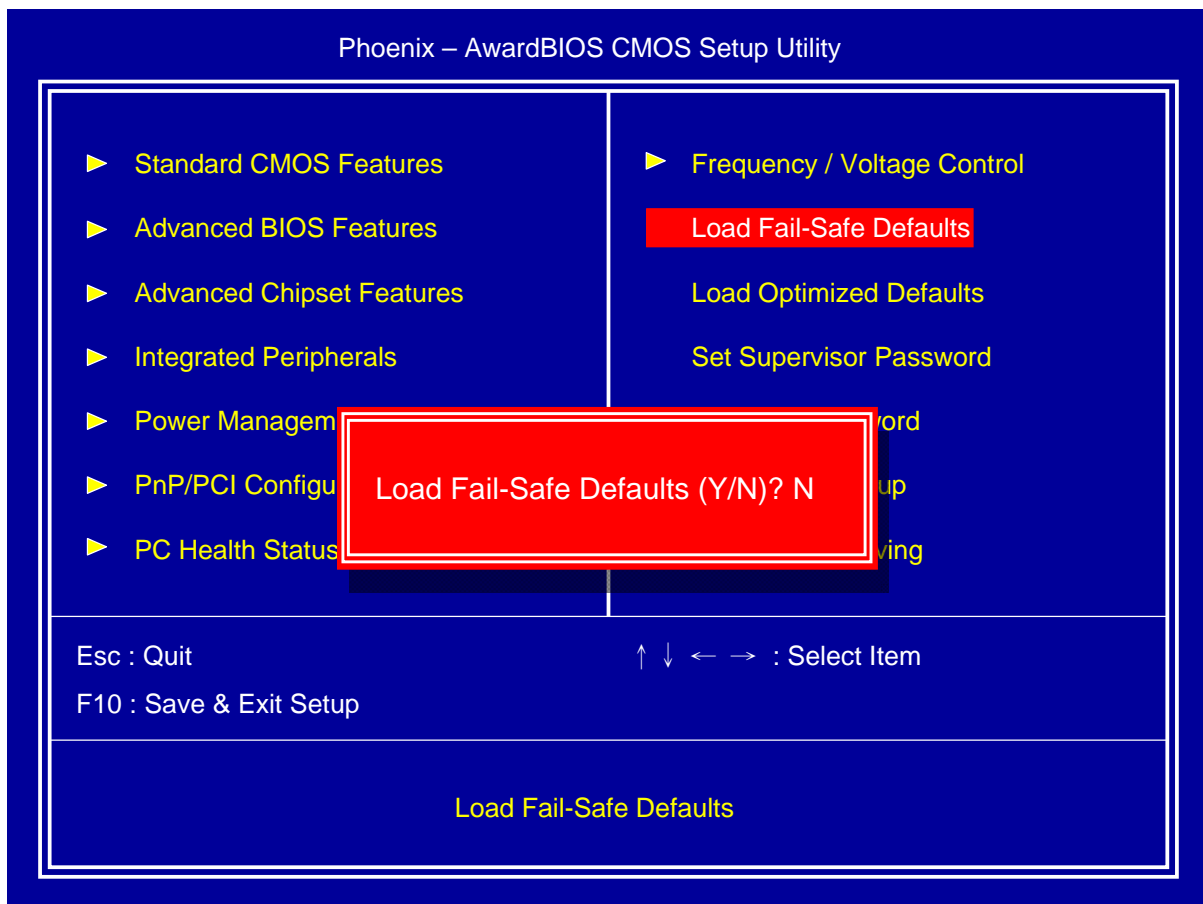 Phoenix – AwardBIOS CMOS Setup Utility
Standard CMOS Features
Advanced BIOS Features
Advanced Chipset Features
Integrated Peripherals
Power Managem
PnP/PCI Configu
PC Health Status
Frequency / Voltage Control
Load Fail-Safe Defaults
Load Optimized Defaults
Set Supervisor Password
ord
up
ving
Load Fail-Safe Defaults (Y/N)? N
Esc : Quit
↑ ↓ ← → : Select Item
F10 : Save & Exit Setup
Load Fail-Safe Defaults